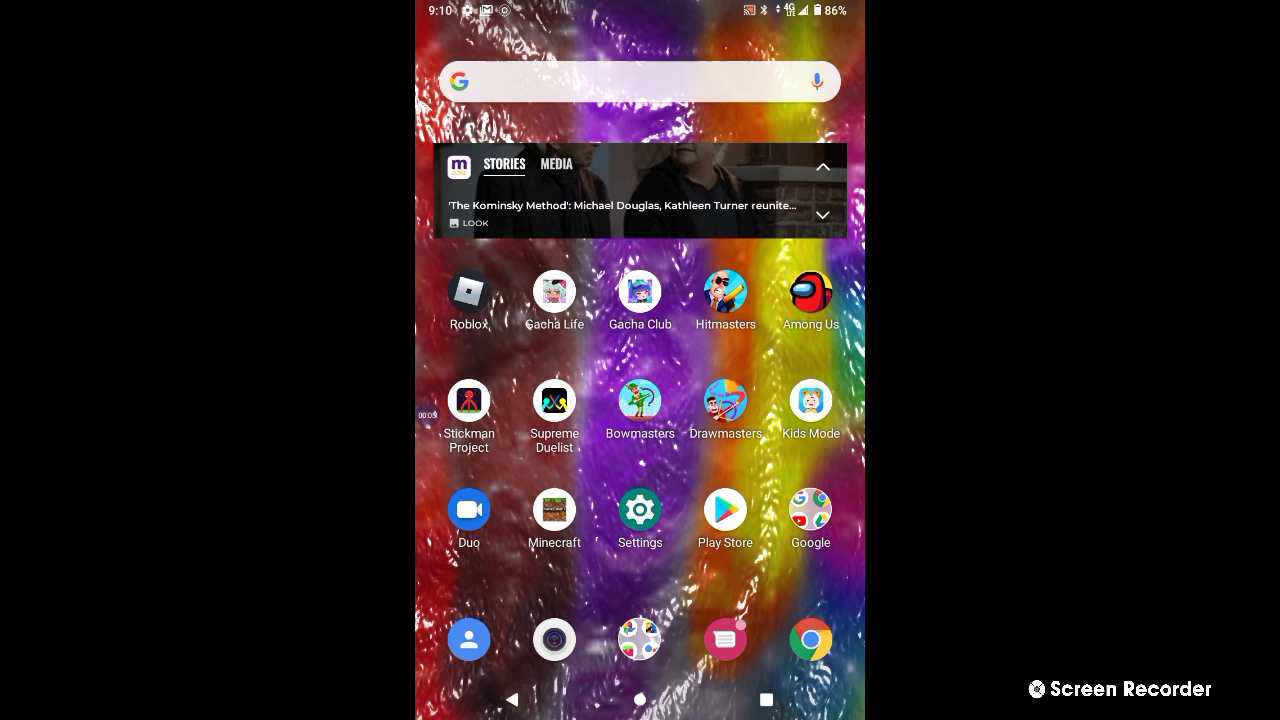 9:10
4G
LTE
86%
m
STORIES MEDIA
'The Kominsky Method': Michael Douglas, Kathleen Turner reunite...
LOOK
Roblox
Gacha Life
Gacha Club
Hitmasters
Among Us
00:05
Stickman
Project
Supreme
Duelist
Bowmasters
Drawmasters
Kids Mode
Duo
Minecraft
Settings
Play Store
Google
Screen Recorder